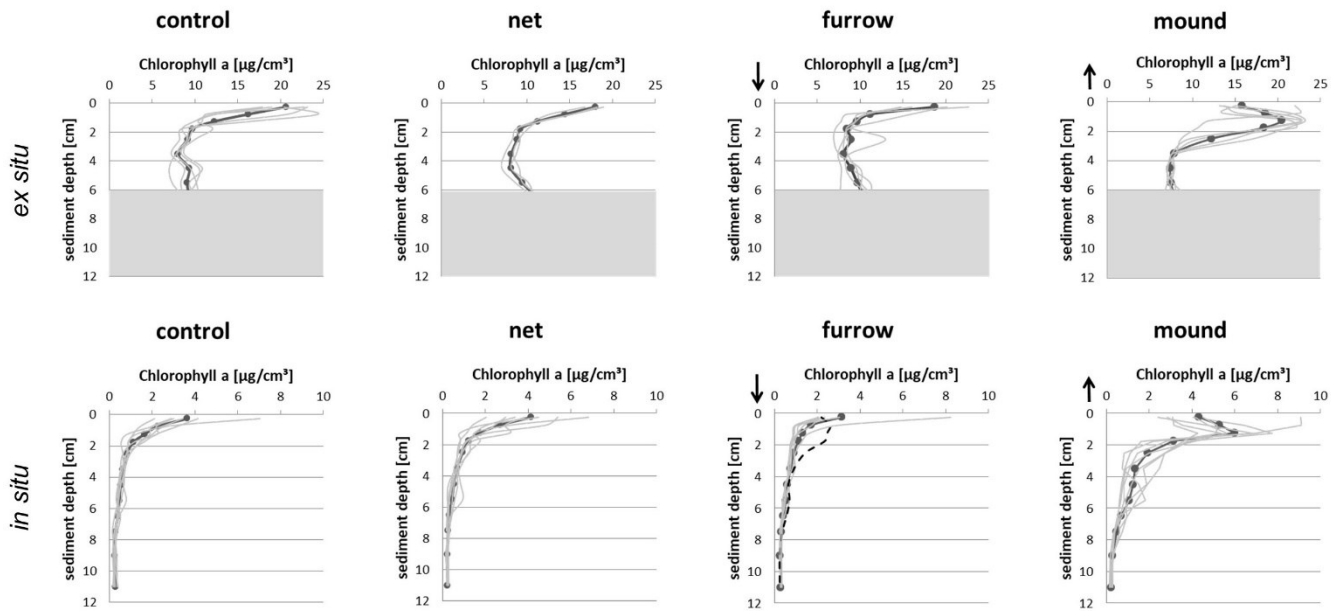 control net furrow mound
Chlorophyll a [µg/cm³] Chlorophyll a [µg/cm³] Chlorophyll a [µg/cm³] Chlorophyll a [µg/cm³]
0 5 10 15 20 25 0 5 10 15 20 25 0 5 10 15 20 25 0 5 10 15 20 25
ex situ
sediment depth [cm] sediment depth [cm] sediment depth [cm] sediment depth [cm]
0 0 0 0
2 2 2 2
4 4 4 4
6 6 6 6
8 8 8 8
10 10 10 10
12 12 12 12
control net furrow mound
Chlorophyll a [µg/cm³] Chlorophyll a [µg/cm³] Chlorophyll a [µg/cm³] Chlorophyll a [µg/cm³]
0 2 4 6 8 10 0 2 4 6 8 10 0 2 4 6 8 10 0 2 4 6 8 10
in situ
sediment depth [cm] sediment depth [cm] sediment depth [cm] sediment depth [cm]
0 0 0 0
2 2 2 2
4 4 4 4
6 6 6 6
8 8 8 8
10 10 10 10
12 12 12 12